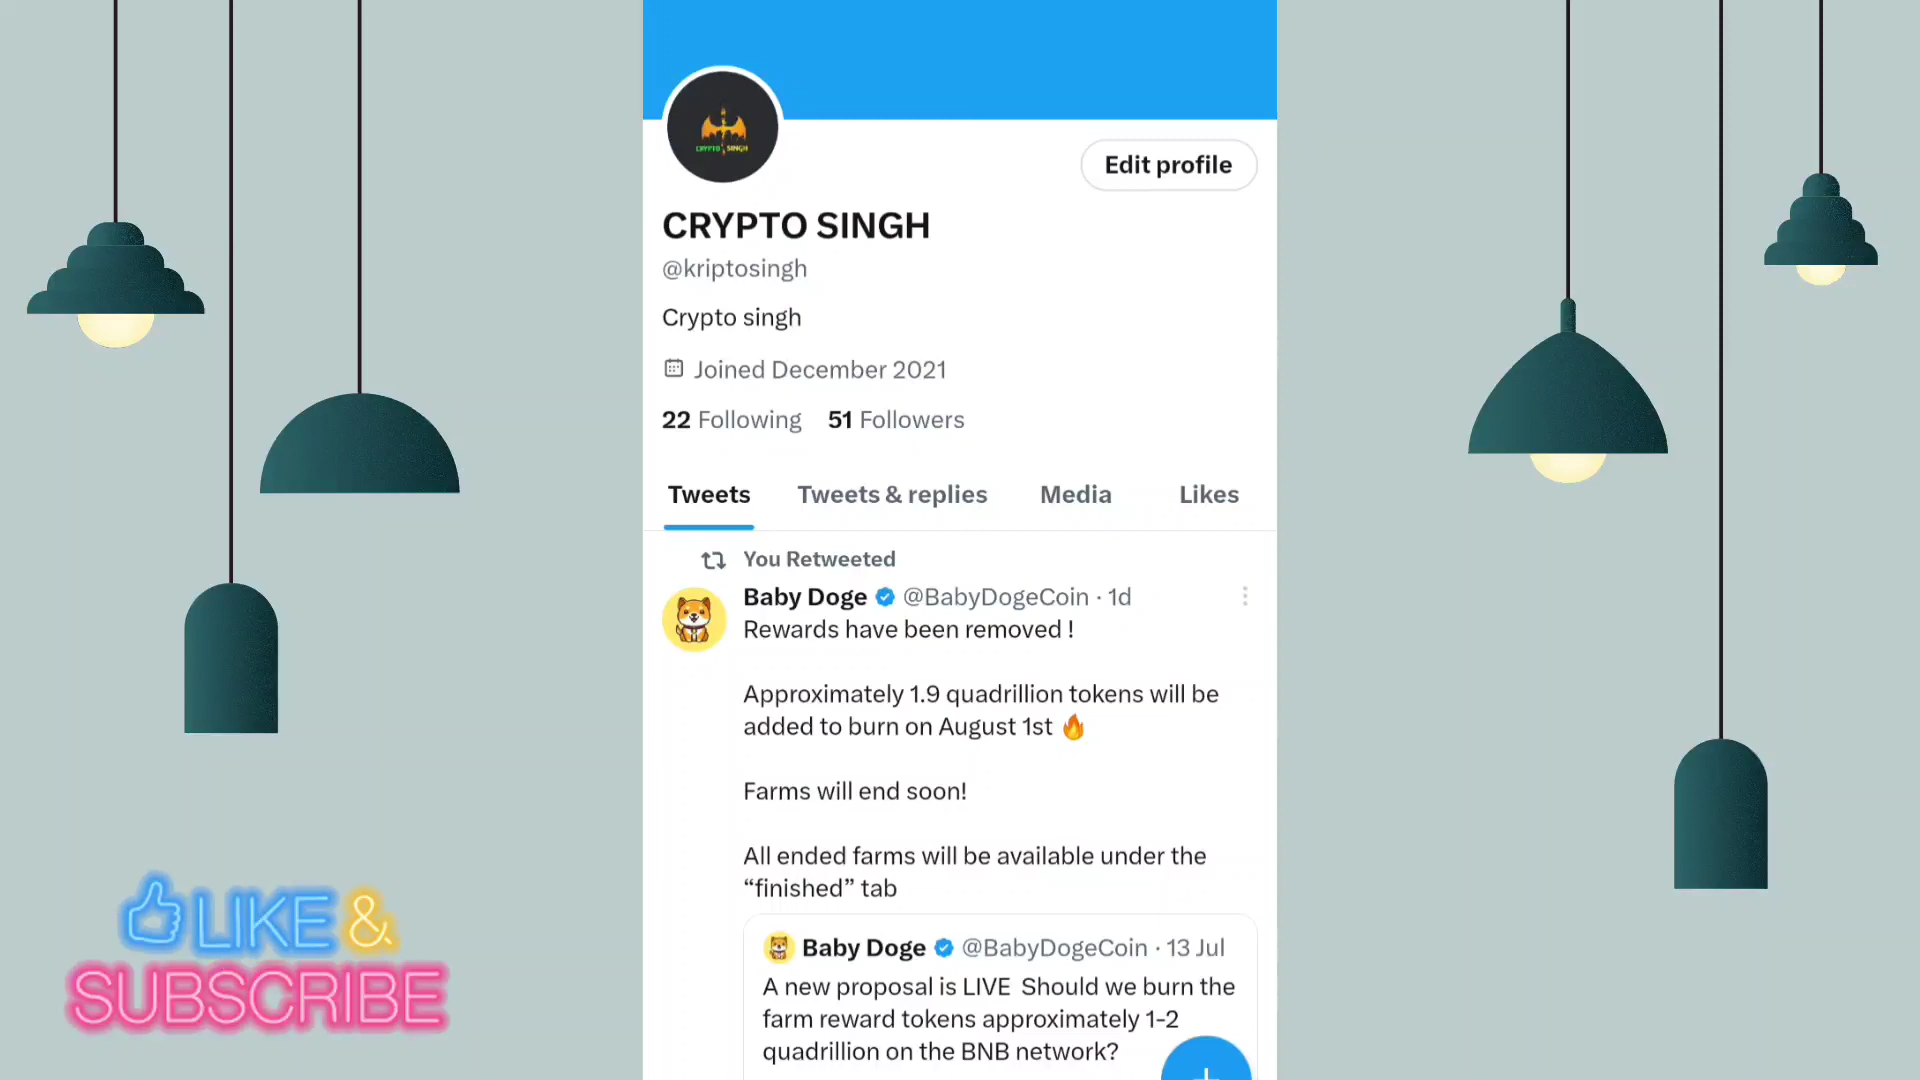 CRYPTO SINGH
Edit profile
CRYPTO SINGH
@kriptosingh
Crypto singh
Joined December 2021
22 Following 51 Followers
Tweets Tweets & replies Media Likes
You Retweeted
Baby Doge @BabyDogeCoin · 1d
Rewards have been removed !
Approximately 1.9 quadrillion tokens will be
added to burn on August 1st 🔥
Farms will end soon!
All ended farms will be available under the
“finished” tab
Baby Doge @BabyDogeCoin · 13 Jul
A new proposal is LIVE Should we burn the
farm reward tokens approximately 1-2
quadrillion on the BNB network?
LIKE &
SUBSCRIBE